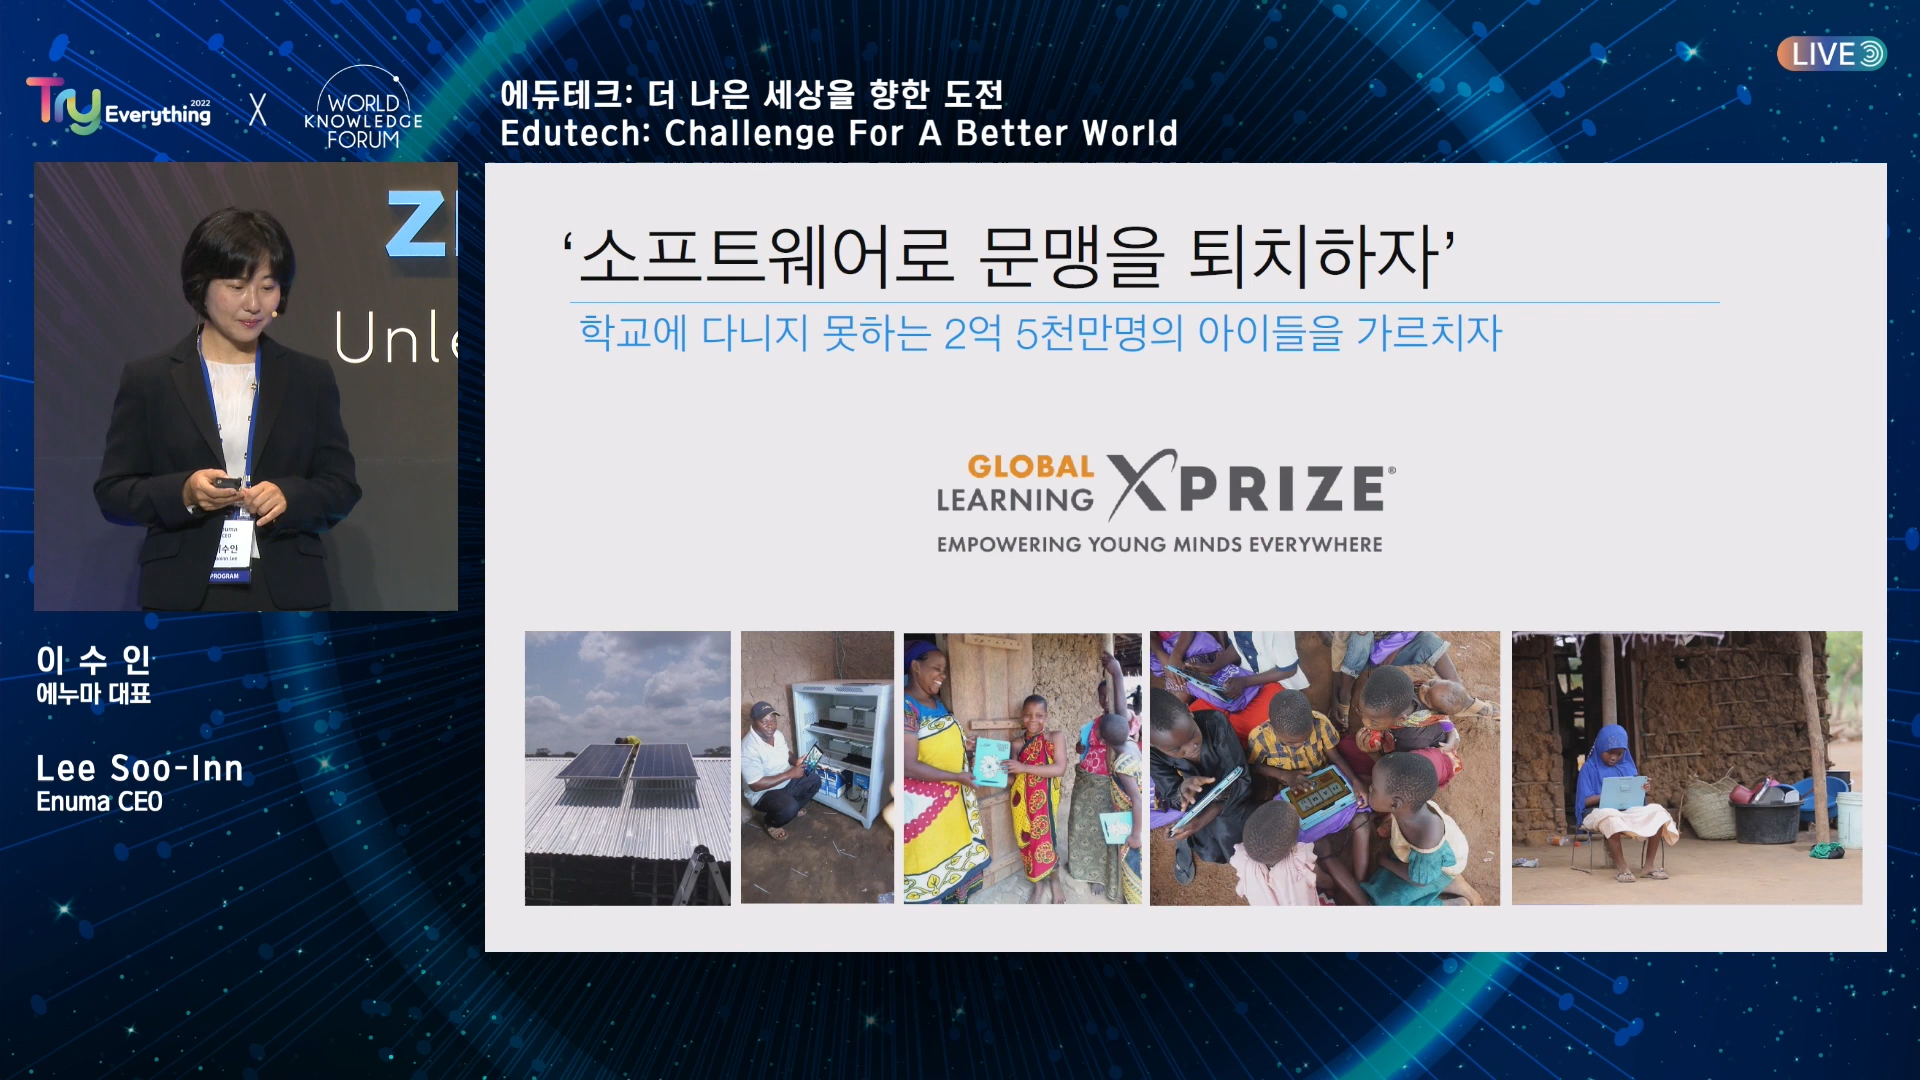 Try Everything 2022
X
WORLD
KNOWLEDGE
FORUM
에듀테크: 더 나은 세상을 향한 도전
Edutech: Challenge For A Better World
LIVE
Unle
수인
PROGRAM
이 수 인
에누마 대표
Lee Soo-Inn
Enuma CEO
‘소프트웨어로 문맹을 퇴치하자’
학교에 다니지 못하는 2억 5천만명의 아이들을 가르치자
GLOBAL
LEARNING XPRIZE®
EMPOWERING YOUNG MINDS EVERYWHERE